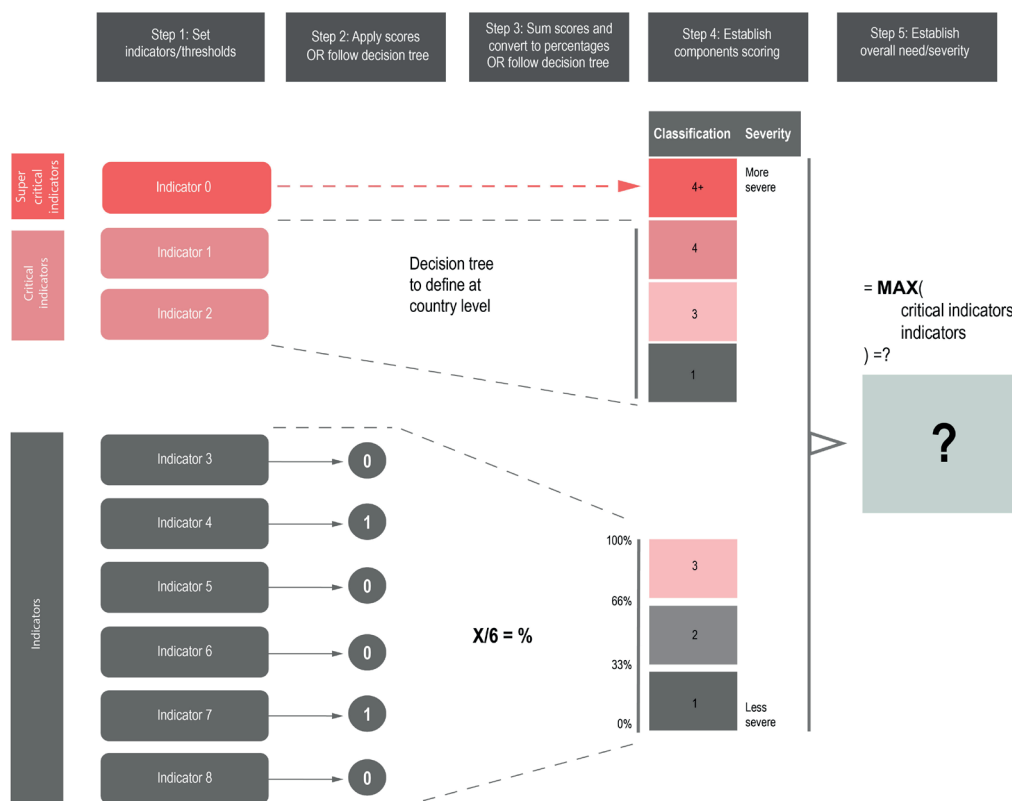 Step 1: Set
indicators/thresholds
Step 2: Apply scores
OR follow decision tree
Step 3: Sum scores and
convert to percentages
OR follow decision tree
Step 4: Establish
components scoring
Step 5: Establish
overall need/severity
Classification
Severity
Super
critical
indicators
Indicator 0
4+
More
severe
Critical
indicators
Indicator 1
Indicator 2
Decision tree
to define at
country level
4
3
1
= MAX(
critical indicators
indicators
) =?
?
Indicators
Indicator 3
0
Indicator 4
1
Indicator 5
0
Indicator 6
0
Indicator 7
1
Indicator 8
0
X/6 = %
100%
66%
33%
0%
3
2
1
Less
severe